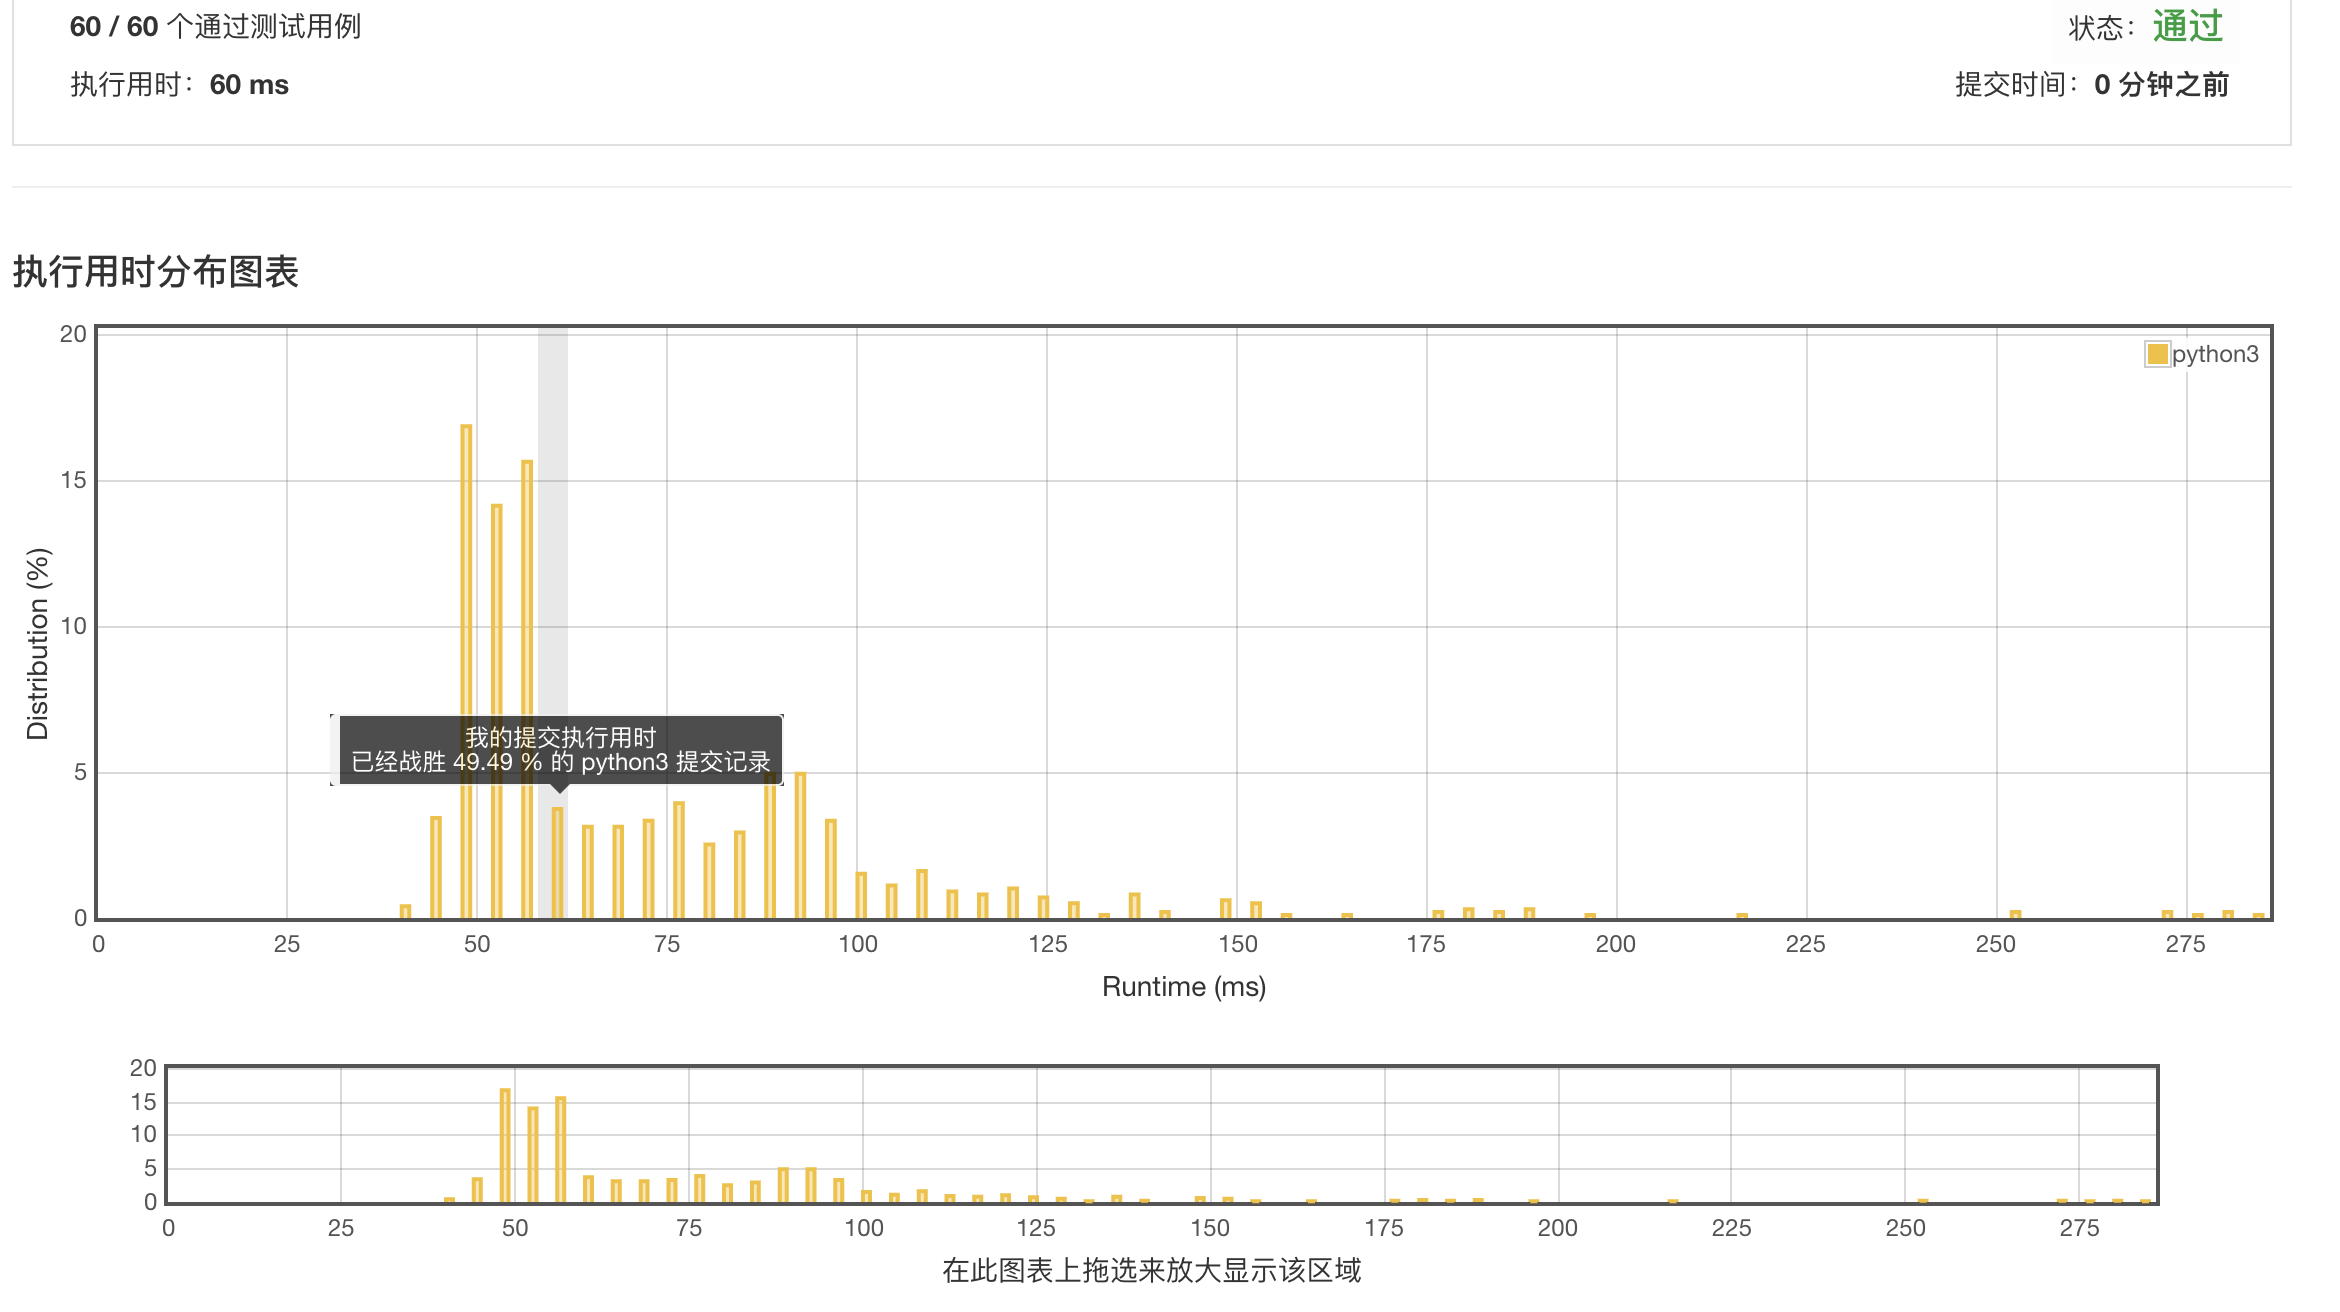 60 / 60 个通过测试用例
状态：通过
执行用时：60 ms
提交时间：0 分钟之前
执行用时分布图表
20
15
10
5
0
Distribution (%)
python3
我的提交执行用时
已经战胜 49.49 % 的 python3 提交记录
0 25 50 75 100 125 150 175 200 225 250 275
Runtime (ms)
20
15
10
5
0
0 25 50 75 100 125 150 175 200 225 250 275
在此图表上拖选来放大显示该区域